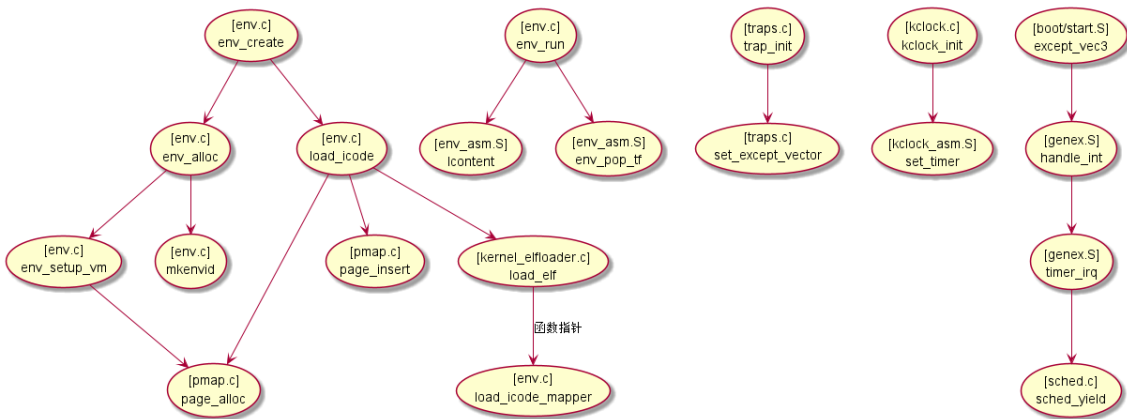 [env.c]
env_create
[env.c]
env_run
[traps.c]
trap_init
[kclock.c]
kclock_init
[boot/start.S]
except_vec3
[env.c]
env_alloc
[env.c]
load_icode
[env_asm.S]
lcontent
[env_asm.S]
env_pop_tf
[traps.c]
set_except_vector
[kclock_asm.S]
set_timer
[genex.S]
handle_int
[env.c]
env_setup_vm
[env.c]
mkenvid
[pmap.c]
page_insert
[kernel_elfloader.c]
load_elf
[genex.S]
timer_irq
函数指针
[pmap.c]
page_alloc
[env.c]
load_icode_mapper
[sched.c]
sched_yield